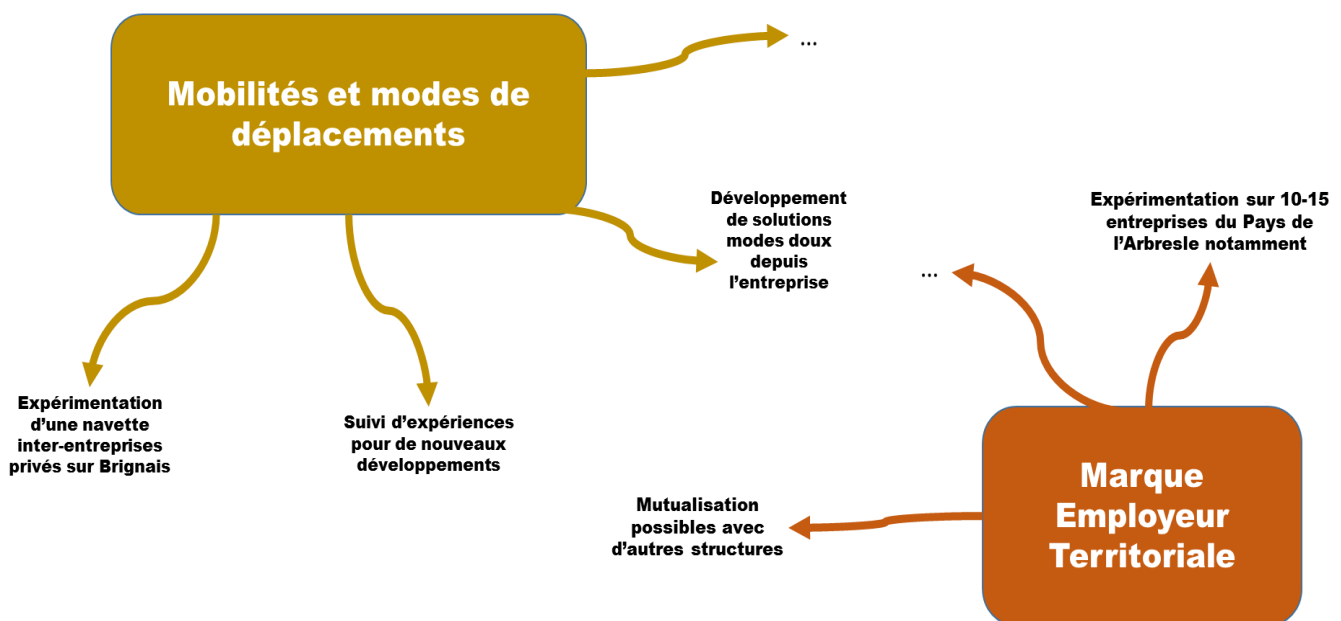 ...
Mobilités et modes de
déplacements
Développement
de solutions
modes doux
depuis
l’entreprise
Expérimentation sur 10-15
entreprises du Pays de
l’Arbresle notamment
...
Expérimentation
d’une navette
inter-entreprises
privés sur Brignais
Suivi d’expériences
pour de nouveaux
développements
Marque
Employeur
Territoriale
Mutualisation
possibles avec
d’autres structures